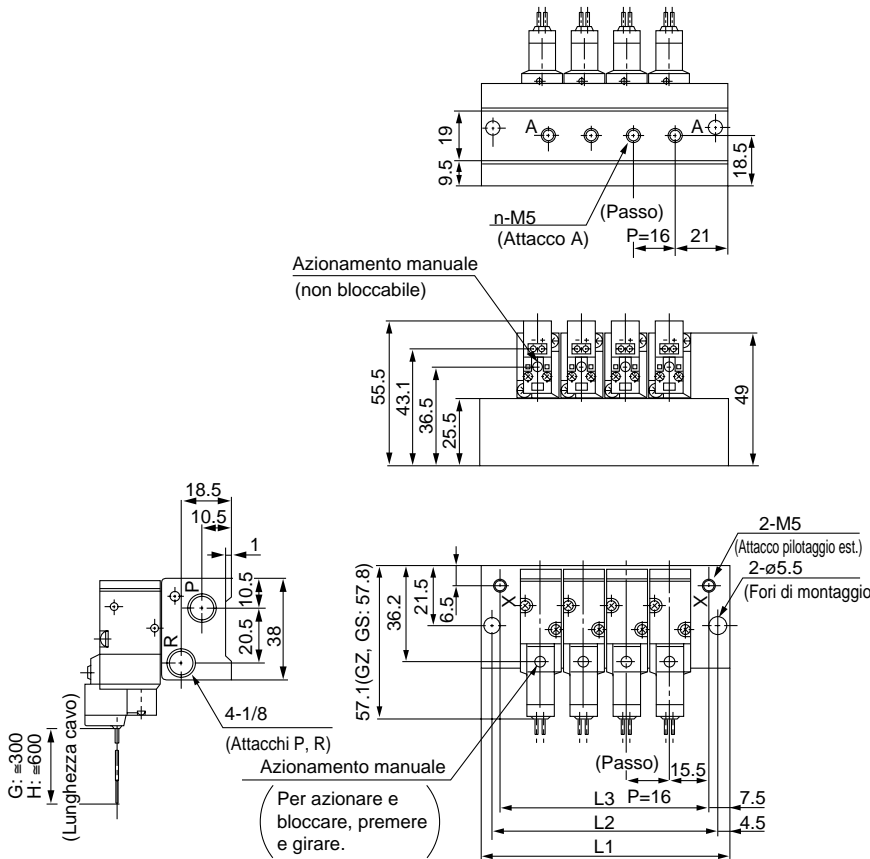 A
A
19
9.5
18.5
n-M5
(Attacco A)
(Passo)
P=16
21
Azionamento manuale
(non bloccabile)
- +
- +
- +
- +
55.5
43.1
36.5
25.5
49
18.5
10.5
1
P
R
10.5
20.5
38
4-1/8
(Attacchi P, R)
G: ≅300
H: ≅600
(Lunghezza cavo)
2-M5
(Attacco pilotaggio est.)
2-ø5.5
(Fori di montaggio
X
X
57.1(GZ, GS: 57.8)
36.2
21.5
6.5
Azionamento manuale
Per azionare e
bloccare, premere
e girare.
(Passo)
P=16
15.5
L3
7.5
L2
4.5
L1